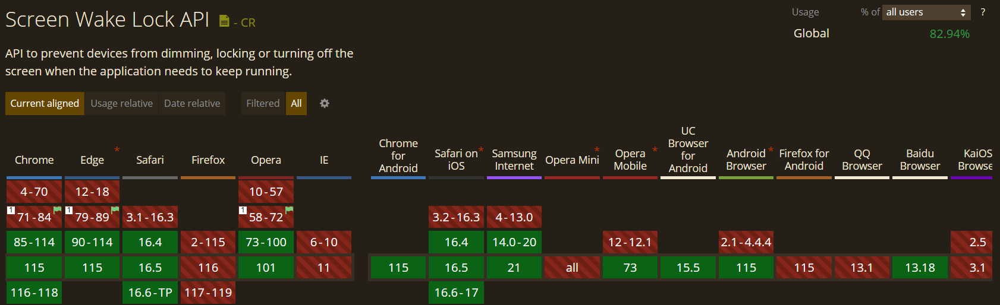 Screen Wake Lock API - CR
Usage % of all users ?
Global 82.94%
API to prevent devices from dimming, locking or turning off the
screen when the application needs to keep running.
Current aligned Usage relative Date relative Filtered All
Chrome Edge * Safari Firefox Opera IE Chrome for Android Safari on iOS * Samsung Internet Opera Mini * Opera Mobile * UC Browser for Android Android Browser * Firefox for Android QQ Browser Baidu Browser KaiOS Browse
4-70 12-18 10-57
1 71-84 1 79-89 3.1-16.3 1 58-72 3.2-16.3 4-13.0
85-114 90-114 16.4 2-115 73-100 6-10 16.4 14.0-20 12-12.1 2.1-4.4.4 2.5
115 115 16.5 116 101 11 115 16.5 21 all 73 15.5 115 115 13.1 13.18 3.1
116-118 16.6-TP 117-119 16.6-17